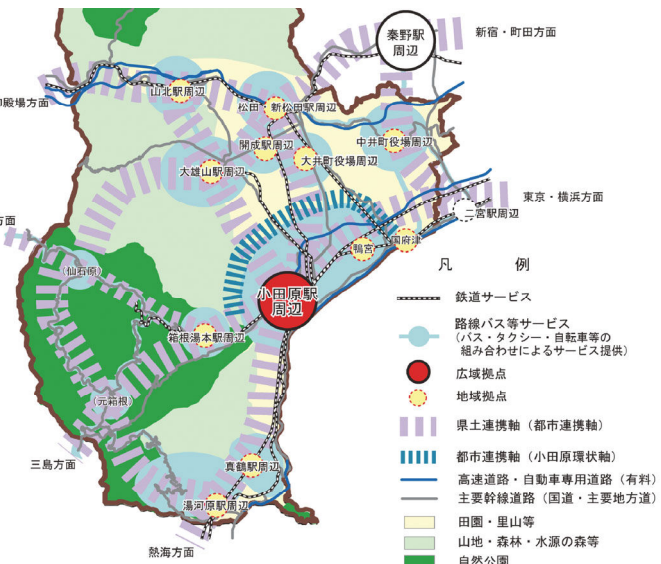 秦野駅
周辺
新宿・町田方面
御殿場方面
山北駅周辺
松田・新松田駅周辺
開成駅周辺
大井町役場周辺
中井町役場周辺
大雄山駅周辺
東京・横浜方面
二宮駅周辺
国府津
鴨宮
方面
(仙石原)
小田原駅
周辺
箱根湯本駅周辺
(元箱根)
三島方面
真鶴駅周辺
湯河原駅周辺
熱海方面
凡 例
鉄道サービス
路線バス等サービス
(バス・タクシー・自転車等の
組み合わせによるサービス提供)
広域拠点
地域拠点
県土連携軸(都市連携軸)
都市連携軸(小田原環状軸)
高速道路・自動車専用道路(有料)
主要幹線道路(国道・主要地方道)
田園・里山等
山地・森林・水源の森等
自然公園